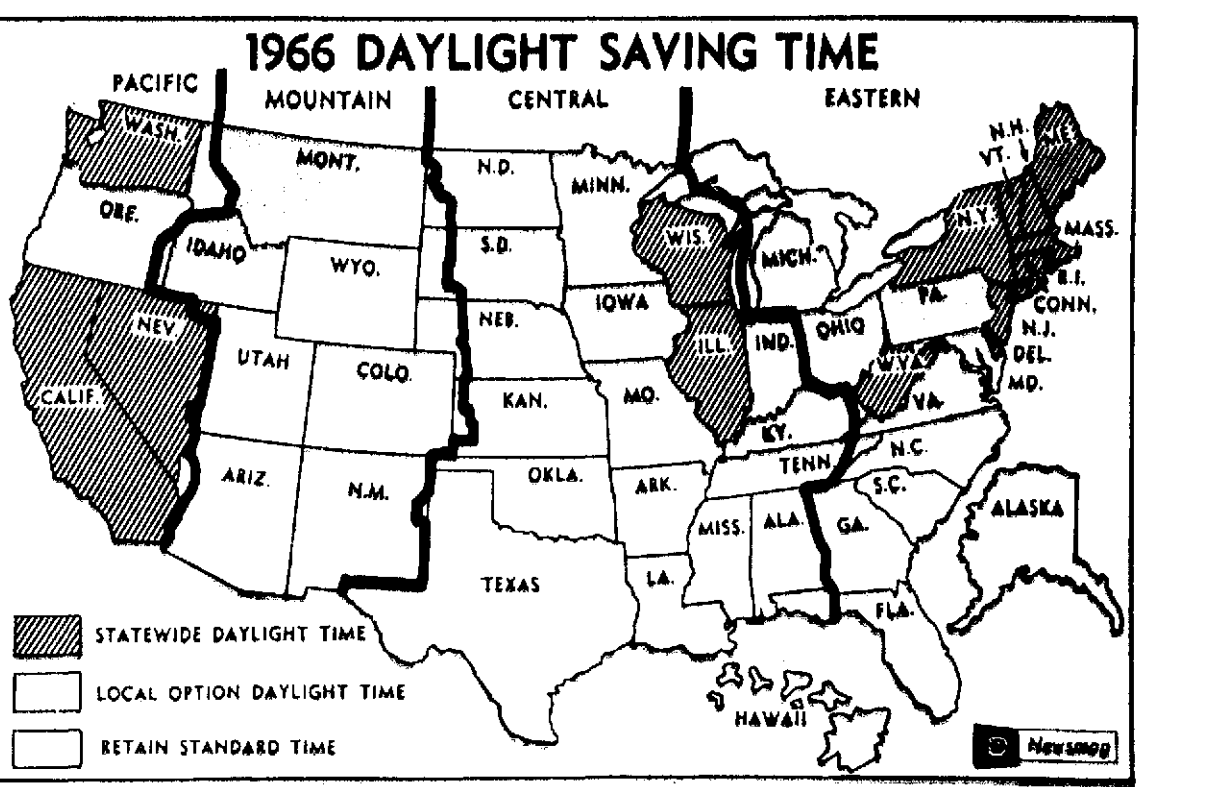 1966 DAYLIGHT SAVING TIME
PACIFIC
MOUNTAIN
CENTRAL
EASTERN
WASH.
MONT.
N.D.
MINN.
N.H.
ME.
VT.
ORE.
IDAHO
WYO.
S.D.
WIS.
MICH.
N.Y.
MASS.
R.I.
CONN.
NEV.
UTAH
COLO.
NEB.
IOWA
ILL.
IND.
OHIO
PA.
N.J.
DEL.
MD.
CALIF.
KAN.
MO.
KY.
W.VA.
VA.
ARIZ.
N.M.
OKLA.
ARK.
TENN
N.C.
S.C.
TEXAS
LA.
MISS.
ALA.
GA.
FLA.
ALASKA
HAWAII
STATEWIDE DAYLIGHT TIME
LOCAL OPTION DAYLIGHT TIME
RETAIN STANDARD TIME
Newsmap